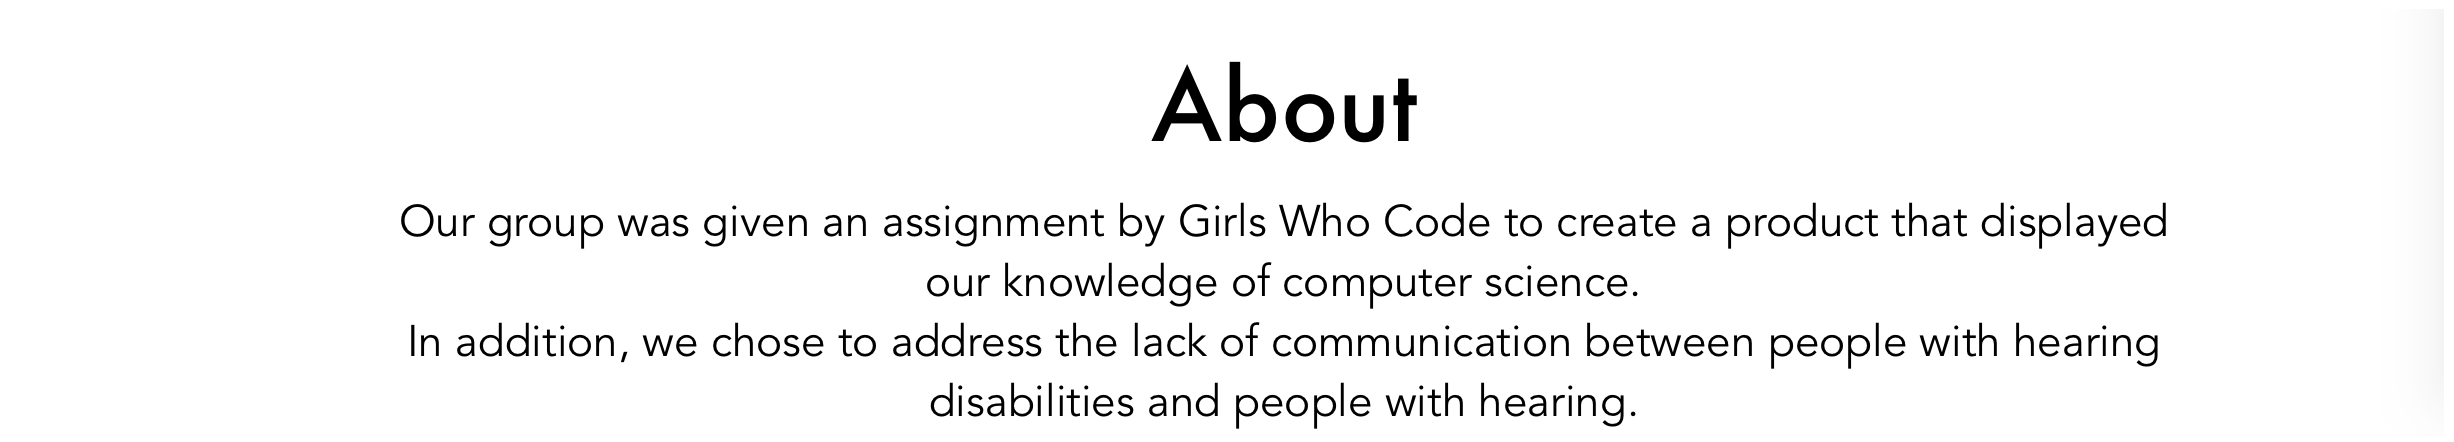 About
Our group was given an assignment by Girls Who Code to create a product that displayed
our knowledge of computer science.
In addition, we chose to address the lack of communication between people with hearing
disabilities and people with hearing.